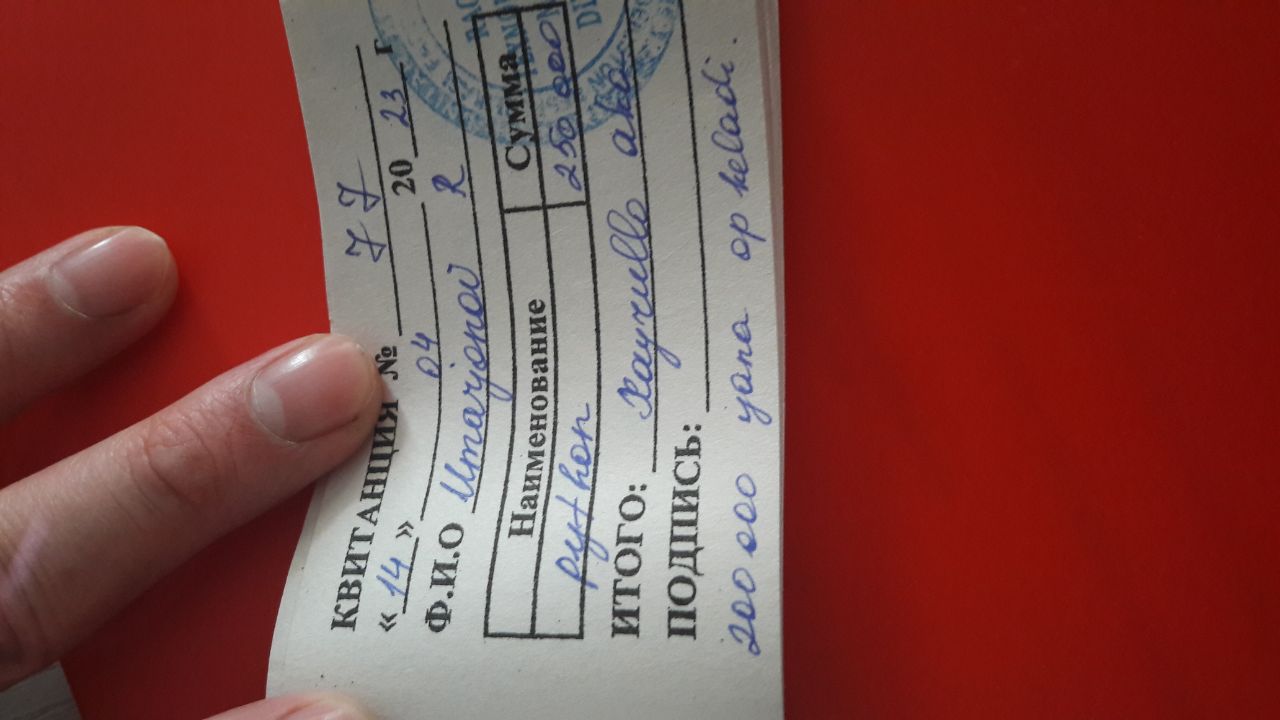 КВИТАНЦИЯ № 77
« 14 » 04 20 23 г
Ф.И.О Umarjonov R
Наименование Сумма
python 250 000
ИТОГО: Xayrullo aka
ПОДПИСЬ:
200 000 yana op keladi.